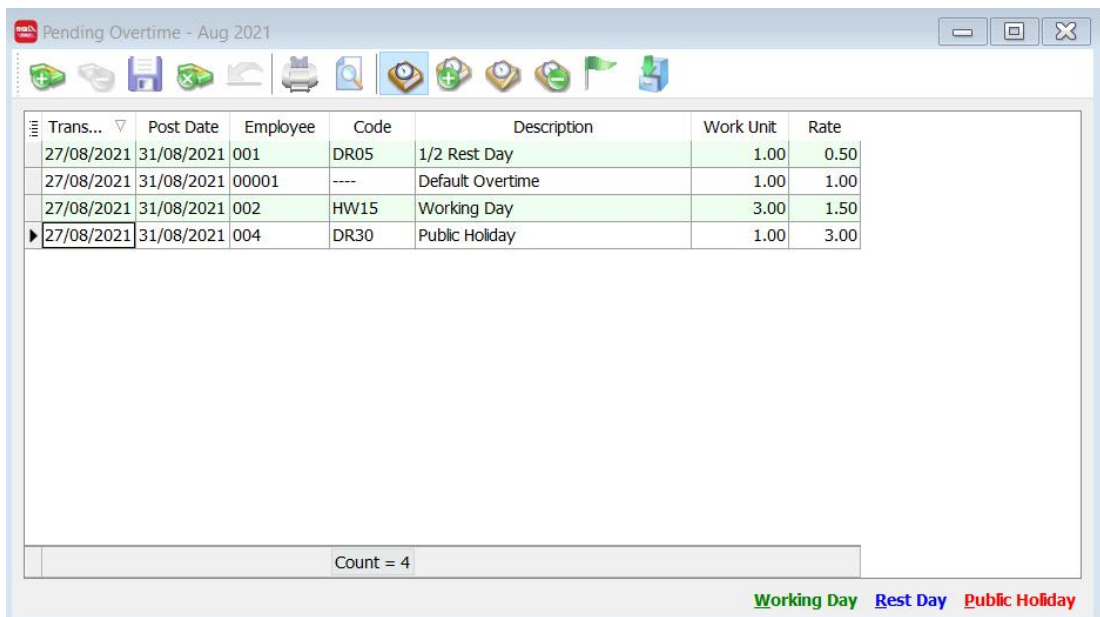 Pending Overtime - Aug 2021
Trans... Post Date Employee Code Description Work Unit Rate
27/08/2021 31/08/2021 001 DR05 1/2 Rest Day 1.00 0.50
27/08/2021 31/08/2021 00001 ---- Default Overtime 1.00 1.00
27/08/2021 31/08/2021 002 HW15 Working Day 3.00 1.50
27/08/2021 31/08/2021 004 DR30 Public Holiday 1.00 3.00
Count = 4
Working Day Rest Day Public Holiday